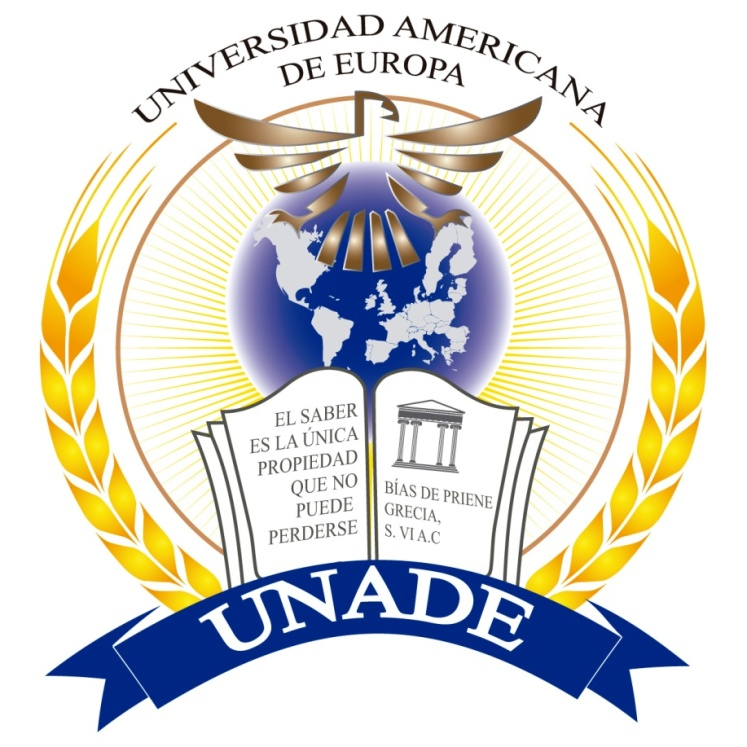 UNIVERSIDAD AMERICANA
DE EUROPA
EL SABER
ES LA ÚNICA
PROPIEDAD
QUE NO
PUEDE
PERDERSE
BÍAS DE PRIENE
GRECIA,
S. VI A.C
UNADE